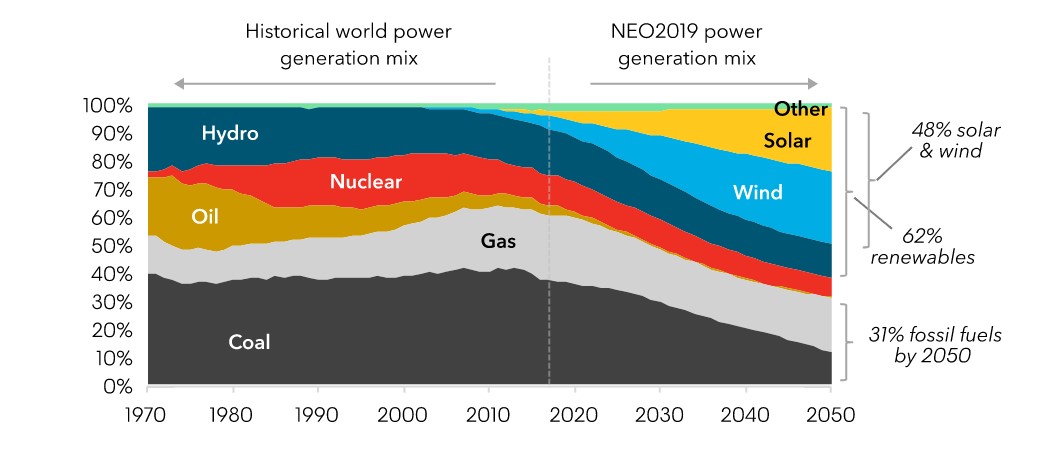 Historical world power
generation mix
NEO2019 power
generation mix
100%
90%
80%
70%
60%
50%
40%
30%
20%
10%
0%
Hydro
Nuclear
Oil
Gas
Coal
Other
Solar
Wind
48% solar
& wind
62%
renewables
31% fossil fuels
by 2050
1970 1980 1990 2000 2010 2020 2030 2040 2050